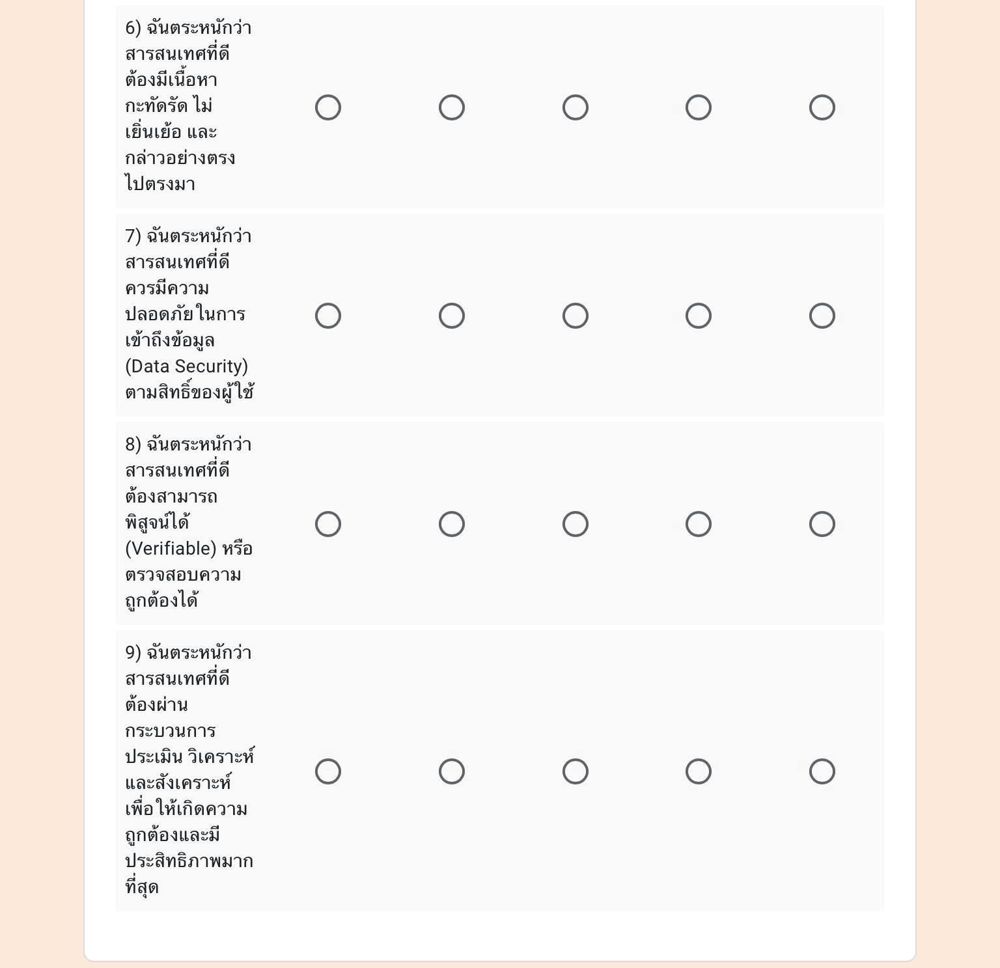 6) ฉันตระหนักว่า
สารสนเทศที่ดี
ต้องมีเนื้อหา
กะทัดรัด ไม่
เยิ่นเย้อ และ
กล่าวอย่างตรง
ไปตรงมา
7) ฉันตระหนักว่า
สารสนเทศที่ดี
ควรมีความ
ปลอดภัยในการ
เข้าถึงข้อมูล
(Data Security)
ตามสิทธิ์ของผู้ใช้
8) ฉันตระหนักว่า
สารสนเทศที่ดี
ต้องสามารถ
พิสูจน์ได้
(Verifiable) หรือ
ตรวจสอบความ
ถูกต้องได้
9) ฉันตระหนักว่า
สารสนเทศที่ดี
ต้องผ่าน
กระบวนการ
ประเมิน วิเคราะห์
และสังเคราะห์
เพื่อให้เกิดความ
ถูกต้องและมี
ประสิทธิภาพมาก
ที่สุด